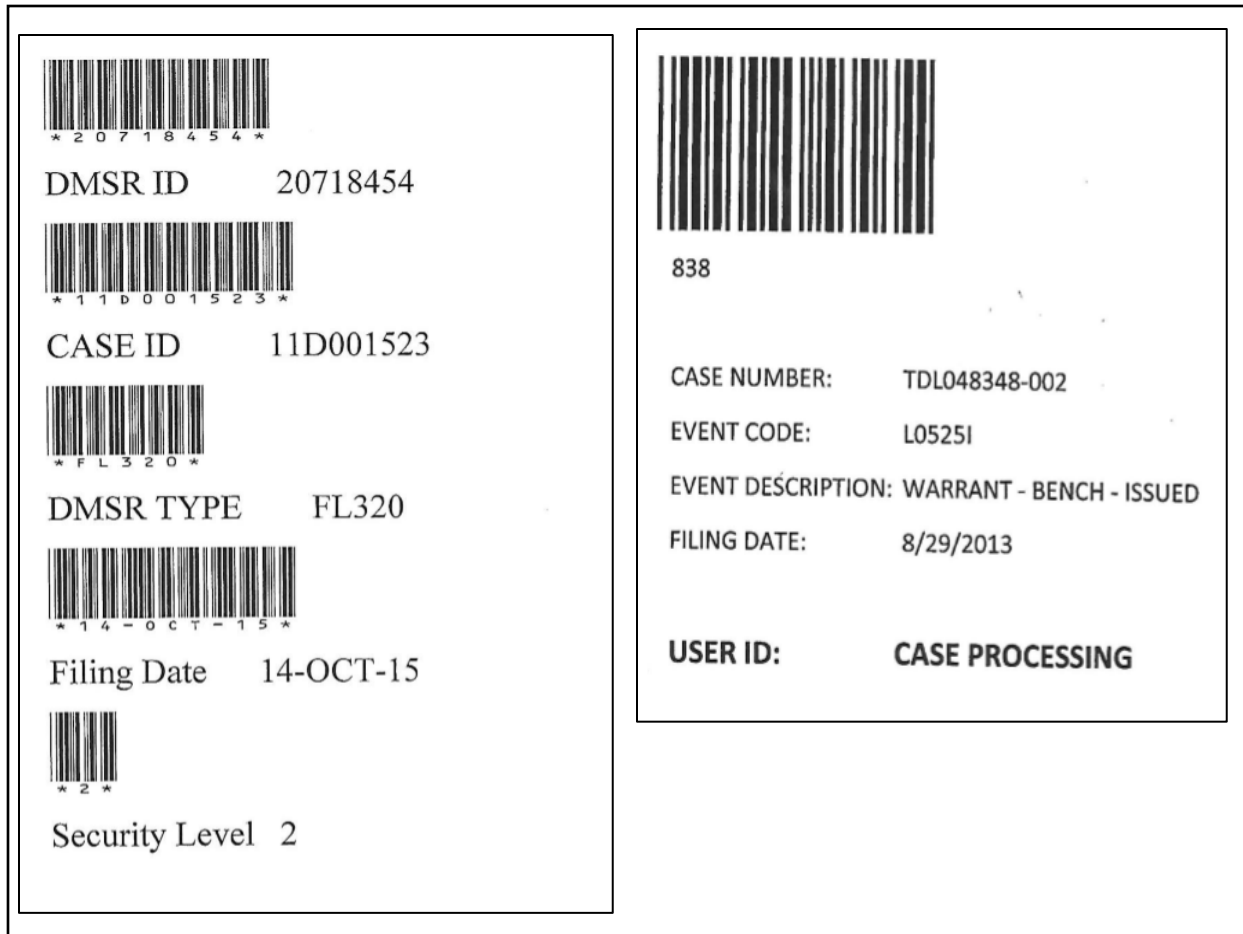 *20718454*
DMSR ID 20718454
*11D001523*
CASE ID 11D001523
*FL320*
DMSR TYPE FL320
*14-OCT-15*
Filing Date 14-OCT-15
*2*
Security Level 2
838
CASE NUMBER: TDL048348-002
EVENT CODE: L0525I
EVENT DESCRIPTION: WARRANT - BENCH - ISSUED
FILING DATE: 8/29/2013
USER ID: CASE PROCESSING